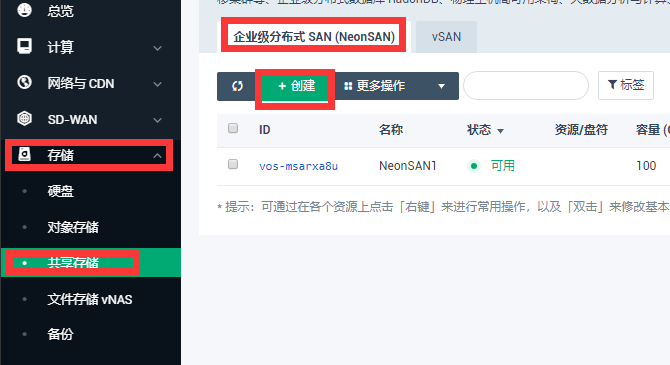 总览
计算
网络与 CDN
SD-WAN
存储
硬盘
对象存储
共享存储
文件存储 vNAS
备份
企业级分布式 SAN (NeonSAN)
vSAN
+ 创建
更多操作
标签
ID
名称
状态
资源/盘符
容量 (
vos-msarxa8u
NeonSAN1
可用
100
* 提示：可通过在各个资源上点击「右键」来进行常用操作，以及「双击」来修改基本